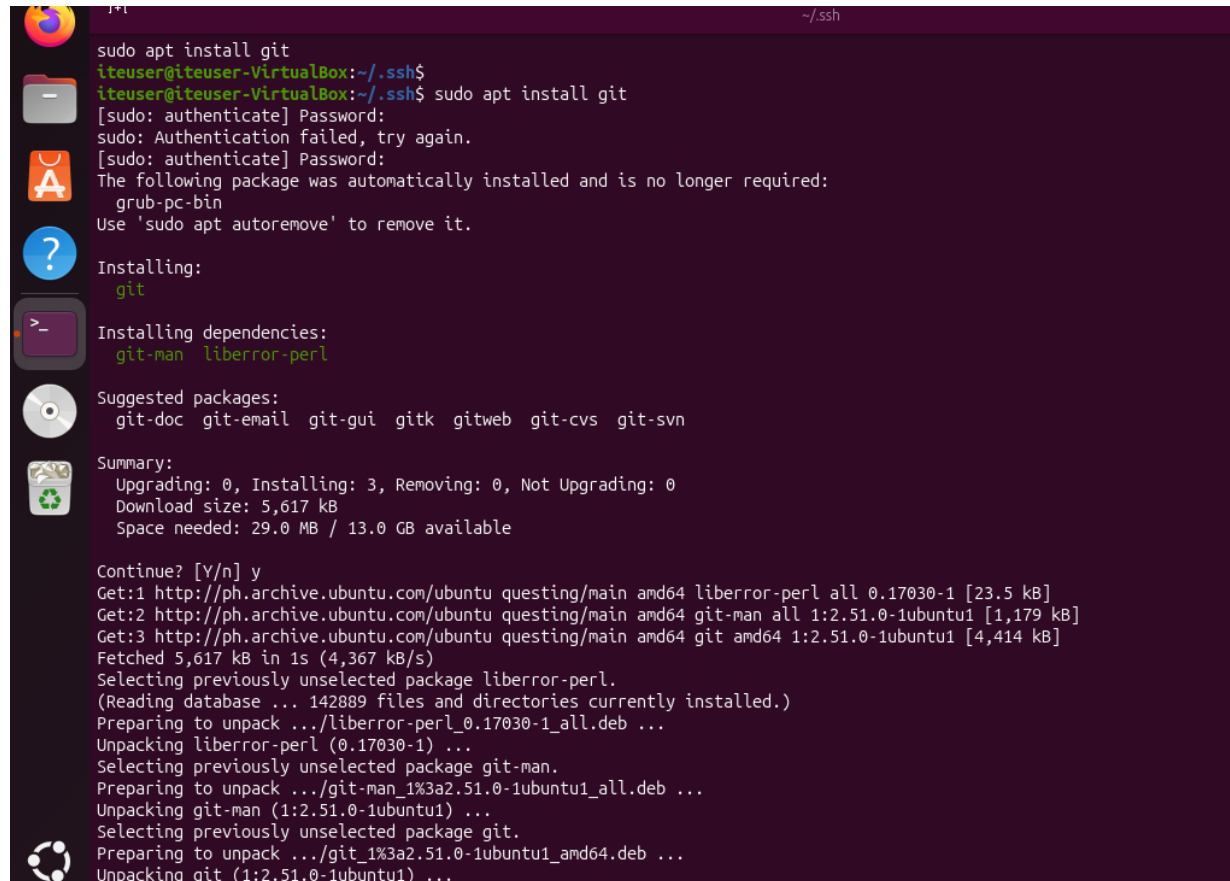 ~/.ssh
sudo apt install git
iteuser@iteuser-VirtualBox:~/.ssh$
iteuser@iteuser-VirtualBox:~/.ssh$ sudo apt install git
[sudo: authenticate] Password:
sudo: Authentication failed, try again.
[sudo: authenticate] Password:
The following package was automatically installed and is no longer required:
  grub-pc-bin
Use 'sudo apt autoremove' to remove it.
Installing:
  git
Installing dependencies:
  git-man  liberror-perl
Suggested packages:
  git-doc  git-email  git-gui  gitk  gitweb  git-cvs  git-svn
Summary:
  Upgrading: 0, Installing: 3, Removing: 0, Not Upgrading: 0
  Download size: 5,617 kB
  Space needed: 29.0 MB / 13.0 GB available
Continue? [Y/n] y
Get:1 http://ph.archive.ubuntu.com/ubuntu questing/main amd64 liberror-perl all 0.17030-1 [23.5 kB]
Get:2 http://ph.archive.ubuntu.com/ubuntu questing/main amd64 git-man all 1:2.51.0-1ubuntu1 [1,179 kB]
Get:3 http://ph.archive.ubuntu.com/ubuntu questing/main amd64 git amd64 1:2.51.0-1ubuntu1 [4,414 kB]
Fetched 5,617 kB in 1s (4,367 kB/s)
Selecting previously unselected package liberror-perl.
(Reading database ... 142889 files and directories currently installed.)
Preparing to unpack .../liberror-perl_0.17030-1_all.deb ...
Unpacking liberror-perl (0.17030-1) ...
Selecting previously unselected package git-man.
Preparing to unpack .../git-man_1%3a2.51.0-1ubuntu1_all.deb ...
Unpacking git-man (1:2.51.0-1ubuntu1) ...
Selecting previously unselected package git.
Preparing to unpack .../git_1%3a2.51.0-1ubuntu1_amd64.deb ...
Unpacking git (1:2.51.0-1ubuntu1) ...